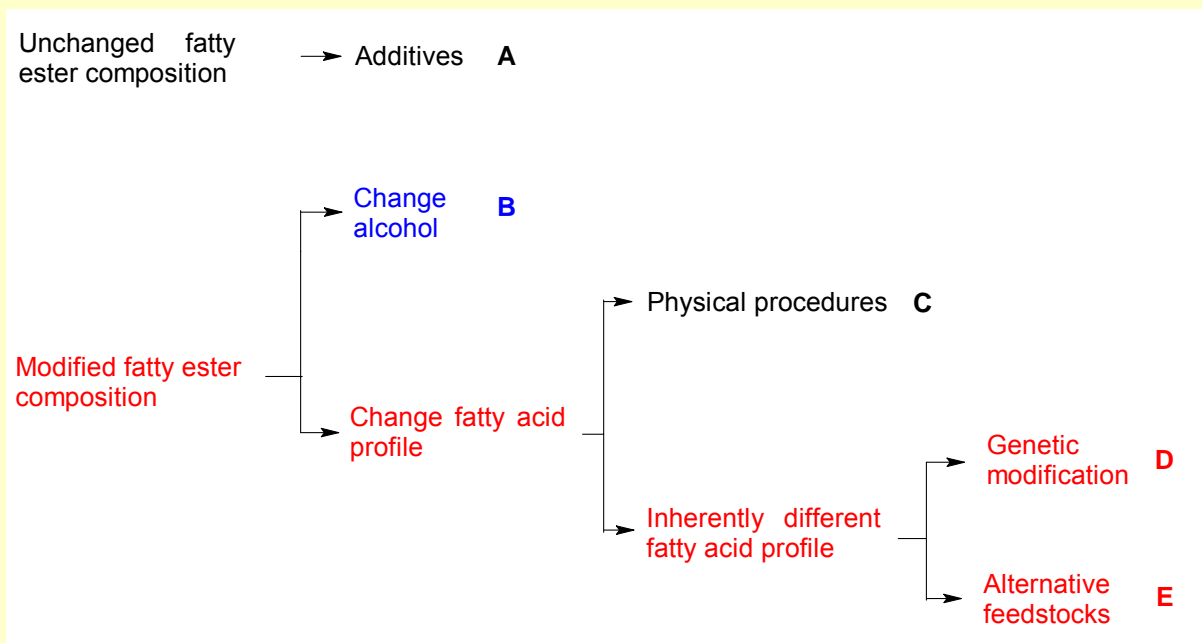 Unchanged fatty
ester composition
Additives A
Change
alcohol
B
Physical procedures C
Modified fatty ester
composition
Change fatty acid
profile
Genetic
modification
D
Inherently different
fatty acid profile
Alternative
feedstocks
E